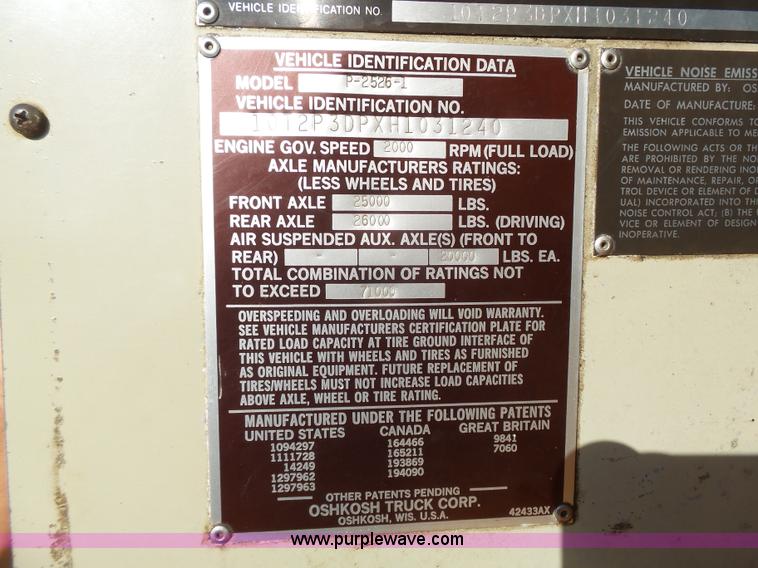 VEHICLE IDENTIFICATION NO. 10T2P3DPXH1031240
VEHICLE IDENTIFICATION DATA
MODEL P-2526-1
VEHICLE IDENTIFICATION NO.
10T2P3DPXH1031240
ENGINE GOV. SPEED 2000 RPM (FULL LOAD)
AXLE MANUFACTURERS RATINGS:
(LESS WHEELS AND TIRES)
FRONT AXLE 25000 LBS.
REAR AXLE 26000 LBS. (DRIVING)
AIR SUSPENDED AUX. AXLE(S) (FRONT TO
REAR) - - 20000 LBS. EA.
TOTAL COMBINATION OF RATINGS NOT
TO EXCEED 71000
OVERSPEEDING AND OVERLOADING WILL VOID WARRANTY.
SEE VEHICLE MANUFACTURERS CERTIFICATION PLATE FOR
RATED LOAD CAPACITY AT TIRE GROUND INTERFACE OF
THIS VEHICLE WITH WHEELS AND TIRES AS FURNISHED
AS ORIGINAL EQUIPMENT. FUTURE REPLACEMENT OF
TIRES/WHEELS MUST NOT INCREASE LOAD CAPACITIES
ABOVE AXLE, WHEEL OR TIRE RATING.
MANUFACTURED UNDER THE FOLLOWING PATENTS
UNITED STATES CANADA GREAT BRITAIN
1094297 164466 9841
1111728 165211 7060
14249 193869
1297962 194090
1297963
OTHER PATENTS PENDING
OSHKOSH TRUCK CORP.
OSHKOSH, WIS. U.S.A. 42433AX
VEHICLE NOISE EMISS
MANUFACTURED BY: OS
DATE OF MANUFACTURE:
THIS VEHICLE CONFORMS TO
EMISSION APPLICABLE TO ME
THE FOLLOWING ACTS OR TH
ARE PROHIBITED BY THE NO
REMOVAL OR RENDERING INO
OF MAINTENANCE, REPAIR, O
TROL DEVICE OR ELEMENT OF D
UAL) INCORPORATED INTO THI
NOISE CONTROL ACT; (B) THE
VICE OR ELEMENT OF DESIGN
INOPERATIVE.
www.purplewave.com